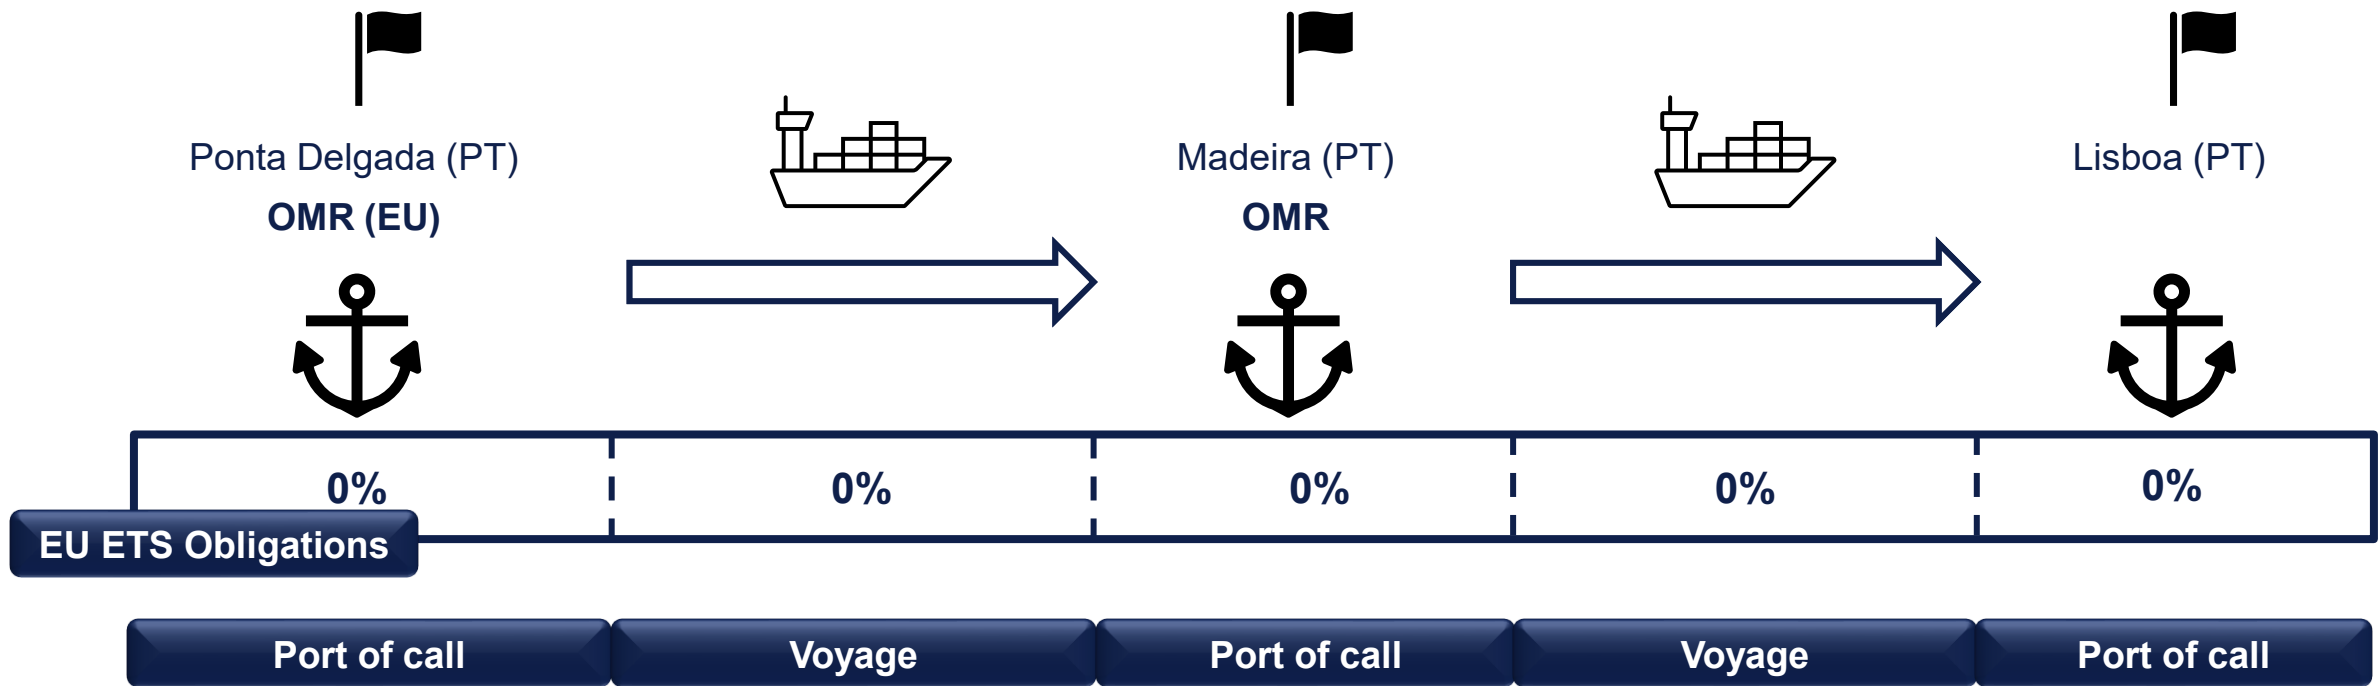 Ponta Delgada (PT)
OMR (EU)
Madeira (PT)
OMR
Lisboa (PT)
0%
0%
0%
0%
0%
EU ETS Obligations
Port of call
Voyage
Port of call
Voyage
Port of call